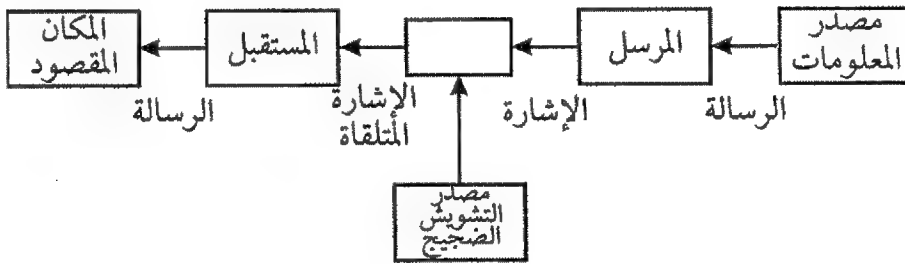 مصدر
المعلومات
المرسل
المستقبل
المكان
المقصود
الرسالة
الإشارة
الإشارة
المتلقاة
الرسالة
مصدر
التشويش
الضجيج